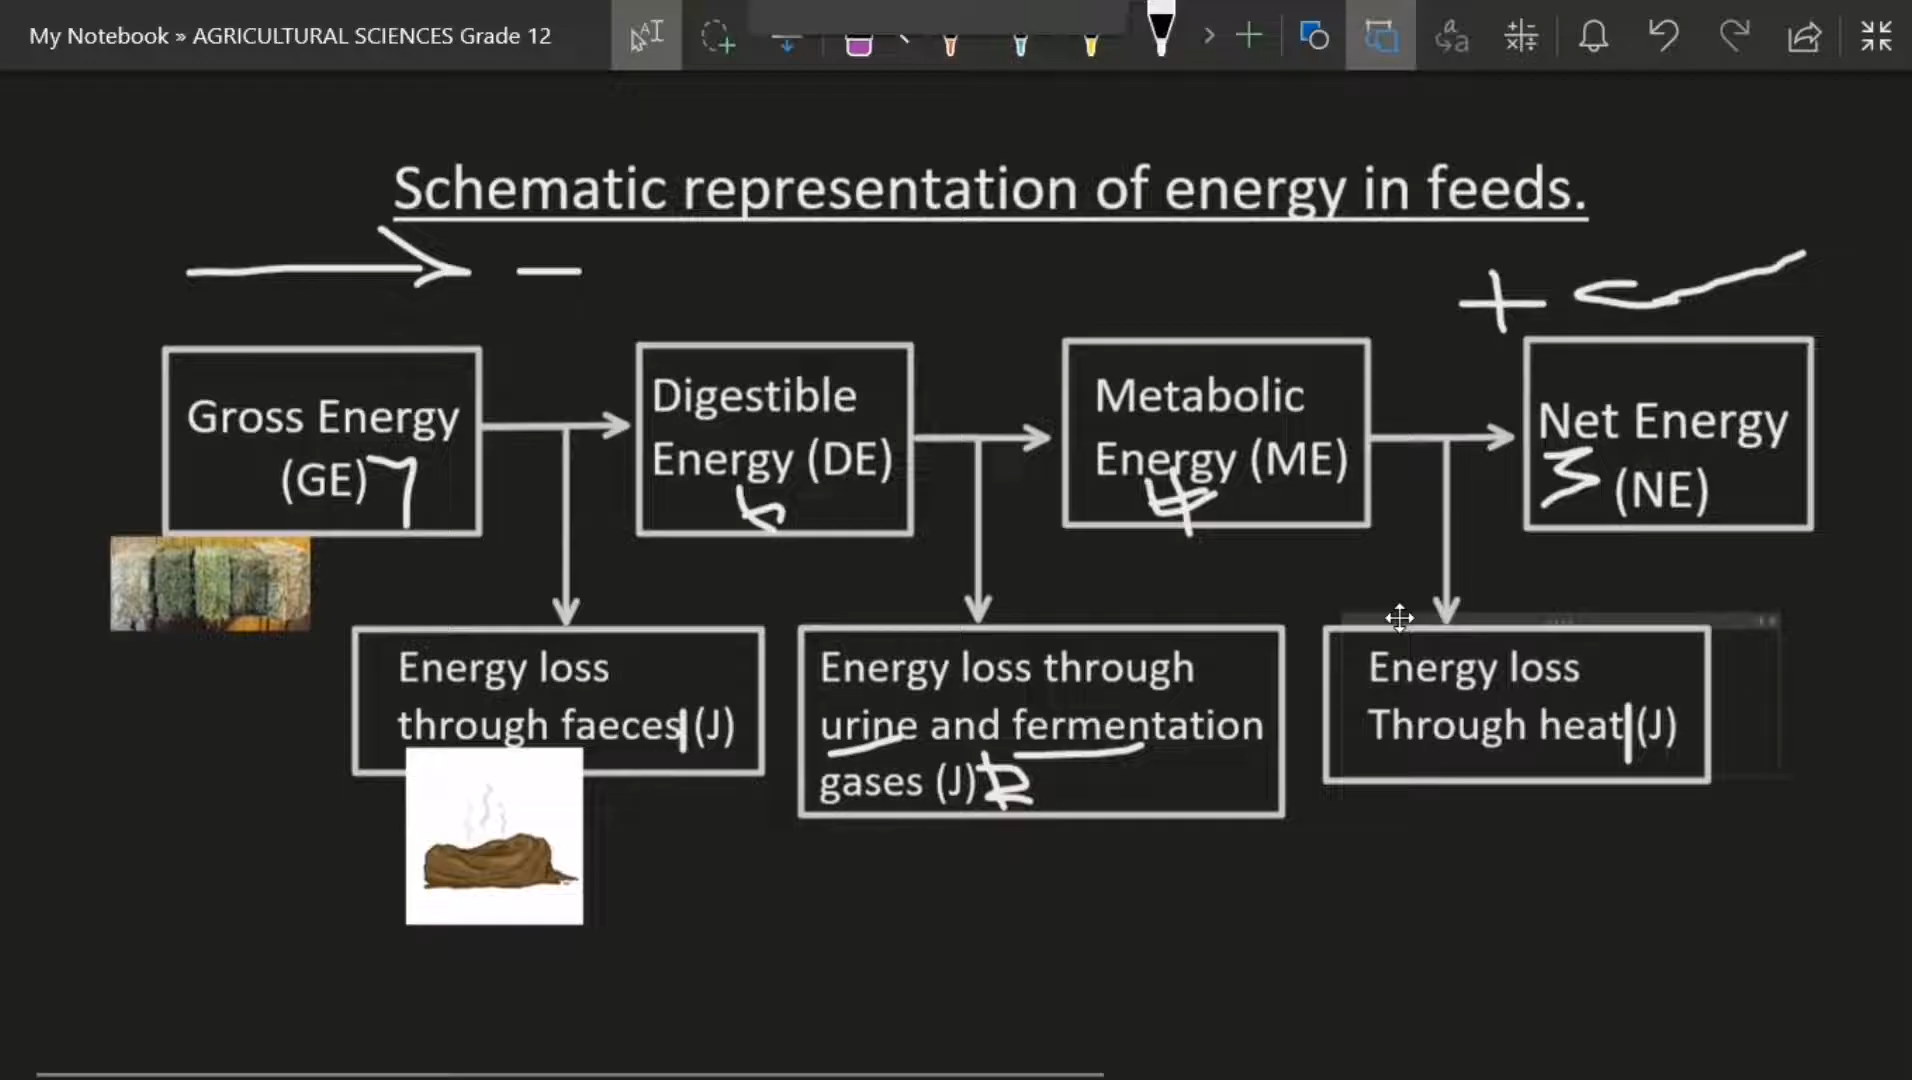 My Notebook » AGRICULTURAL SCIENCES Grade 12
Schematic representation of energy in feeds.
—
+
Gross Energy
(GE) 7
Digestible
Energy (DE)
6
Metabolic
Energy (ME)
4
Net Energy
3 (NE)
Energy loss
through faeces 1 (J)
Energy loss through
urine and fermentation
gases (J) 2
Energy loss
Through heat 1 (J)